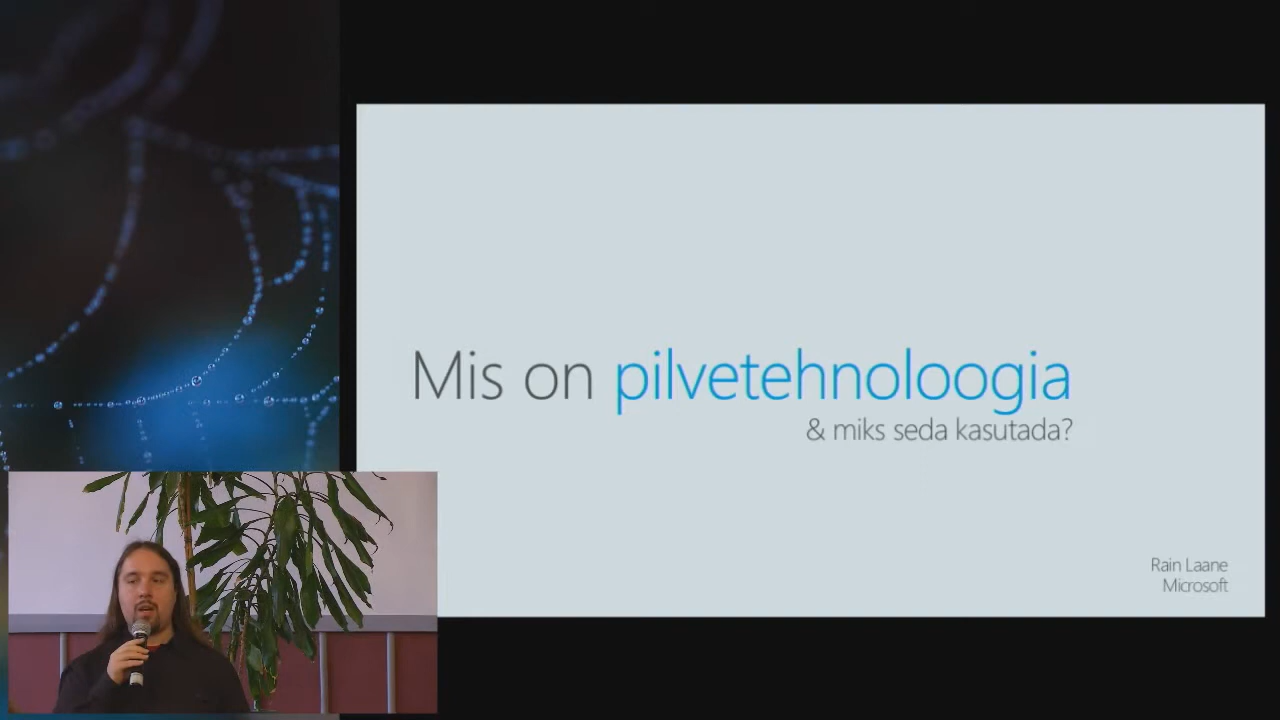 Mis on pilvetehnoloogia
& miks seda kasutada?
Rain Laane
Microsoft